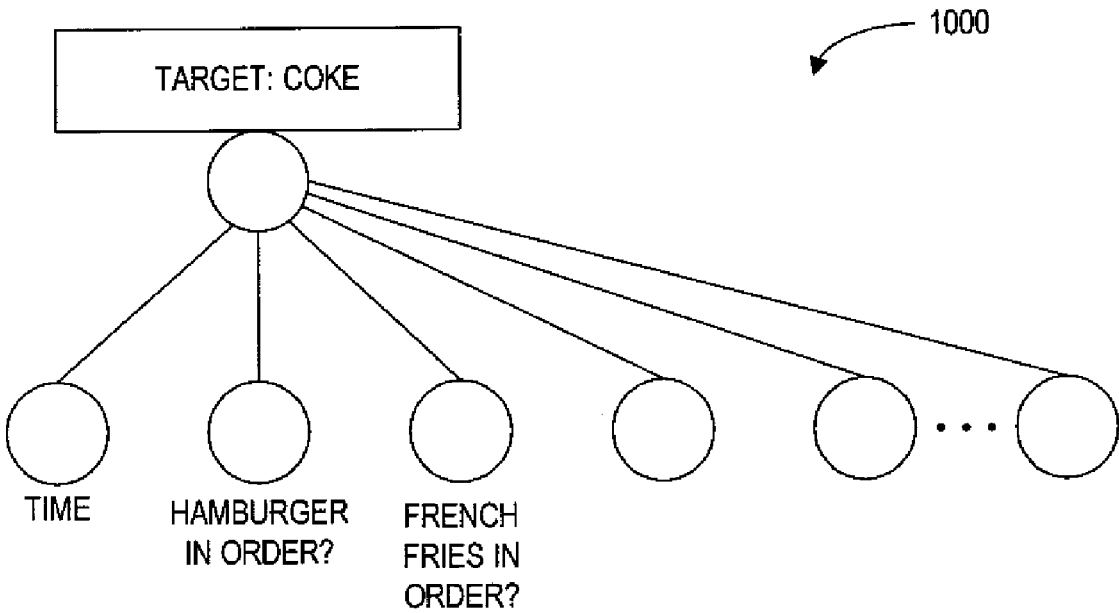 1000
TARGET: COKE
TIME
HAMBURGER
IN ORDER?
FRENCH
FRIES IN
ORDER?